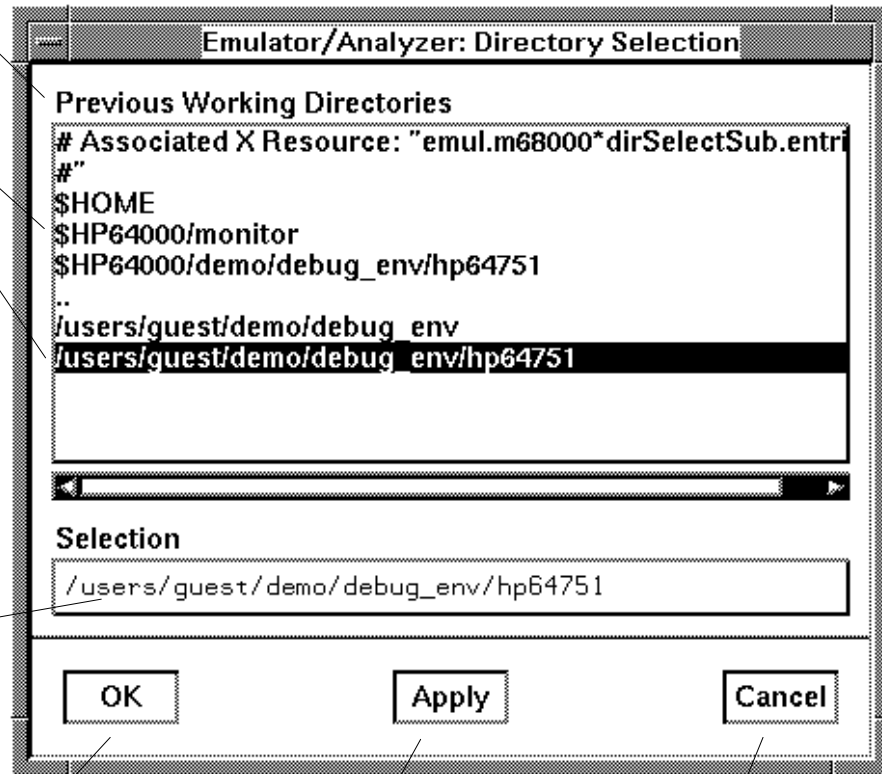 Emulator/Analyzer: Directory Selection
Previous Working Directories
# Associated X Resource: "emul.m68000*dirSelectSub.entri
#"
$HOME
$HP64000/monitor
$HP64000/demo/debug_env/hp64751
..
/users/guest/demo/debug_env
/users/guest/demo/debug_env/hp64751
Selection
/users/guest/demo/debug_env/hp64751
OK
Apply
Cancel